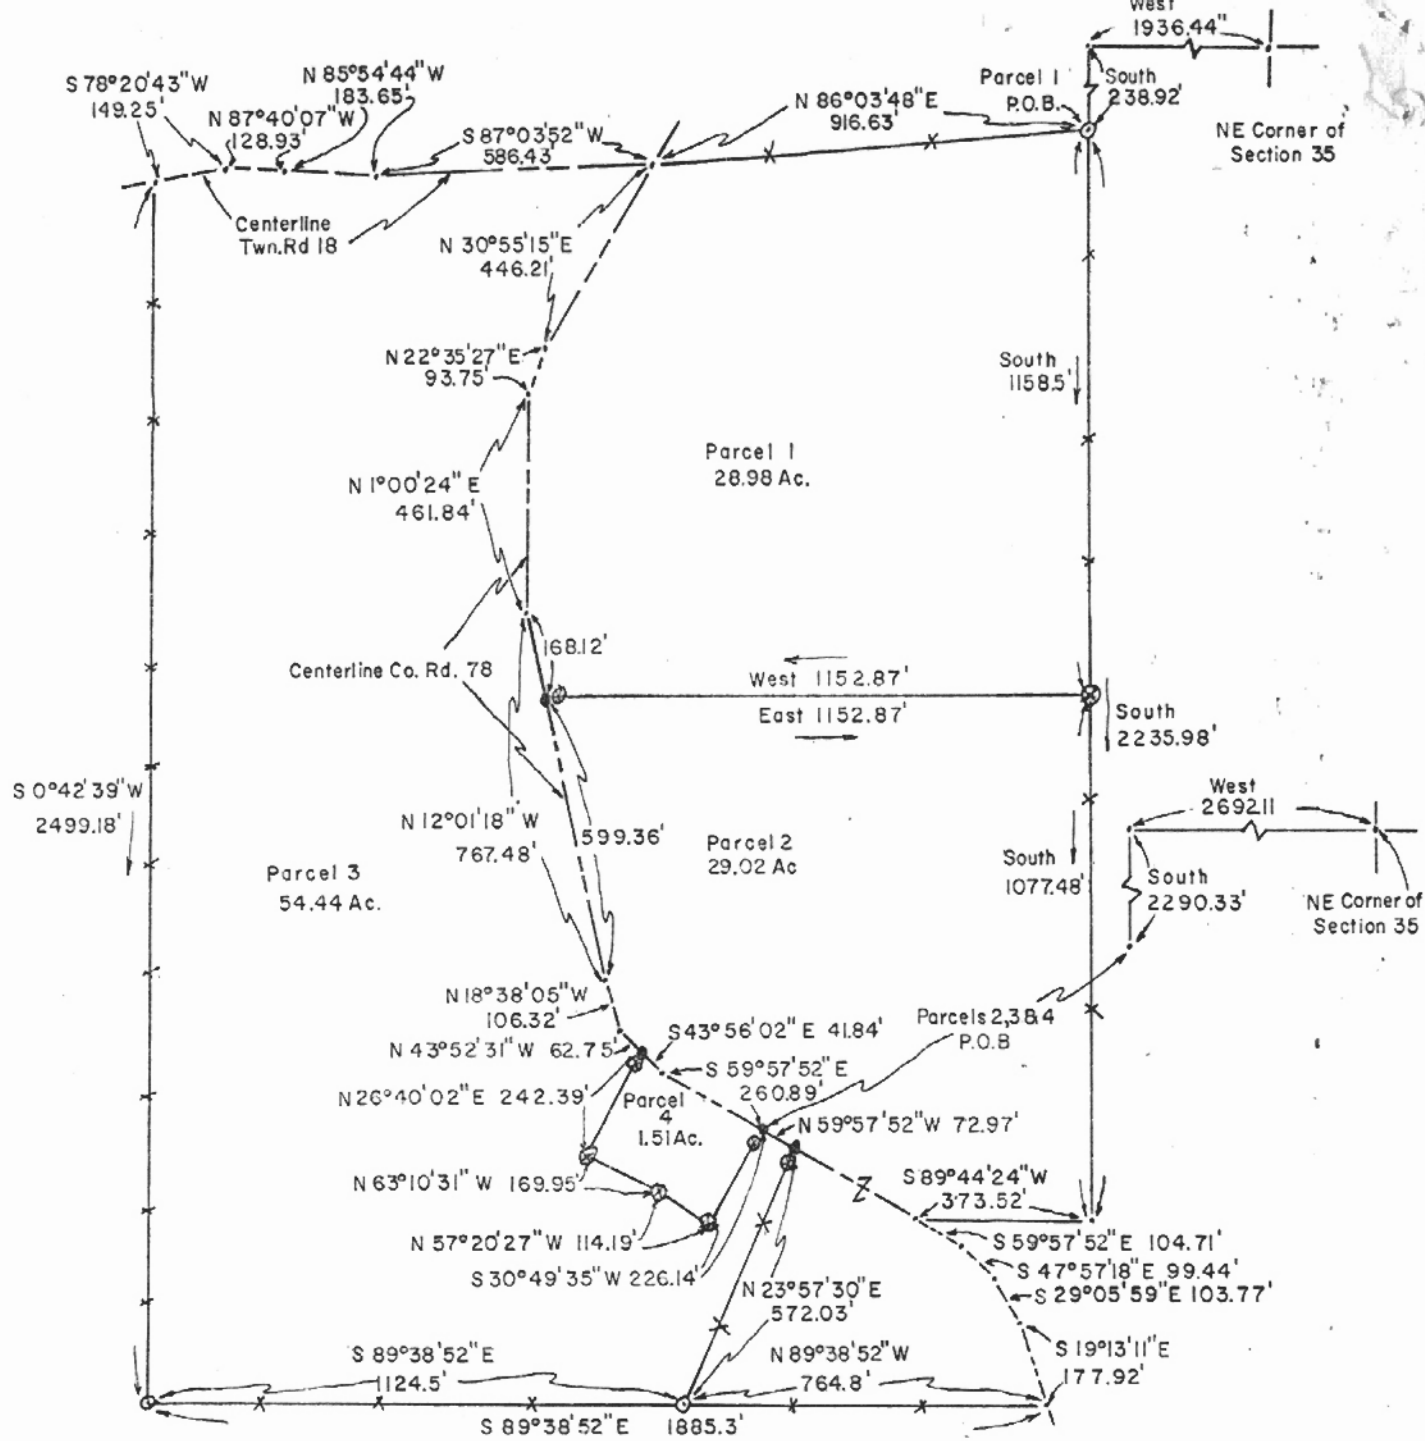 West
1936.44"
S 78°20'43"W
149.25'
N 87°40'07"W
128.93'
N 85°54'44"W
183.65'
S 87°03'52"W
586.43'
N 86°03'48"E
916.63'
Parcel 1
P.O.B.
South
238.92'
NE Corner of
Section 35
Centerline
Twn.Rd 18
N 30°55'15"E
446.21'
N 22°35'27"E
93.75'
South
1158.5'
Parcel 1
28.98 Ac.
N 1°00'24" E
461.84'
168.12'
Centerline Co. Rd. 78
West 1152.87'
East 1152.87'
South
2235.98'
S 0°42'39"W
2499.18'
N 12°01'18" W
767.48'
599.36'
Parcel 2
29.02 Ac
West
2692.11
South
1077.48'
South
2290.33'
NE Corner of
Section 35
Parcel 3
54.44 Ac.
N 18°38'05"W
106.32'
S 43°56'02" E 41.84'
Parcels 2,3&4
P.O.B
N 43°52'31"W 62.75'
S 59°57'52"E
260.89'
N 26°40'02"E 242.39'
Parcel
4
1.51 Ac.
N 59°57'52"W 72.97'
N 63°10'31" W 169.95'
Z
S 89°44'24"W
373.52'
N 57°20'27"W 114.19'
S 59°57'52"E 104.71'
S 30°49'35"W 226.14'
S 47°57'18"E 99.44'
N 23°57'30"E
572.03'
S 29°05'59"E 103.77'
S 19°13'11"E
177.92'
S 89°38'52"E
1124.5'
N 89°38'52"W
764.8'
S 89°38'52"E 1885.3'